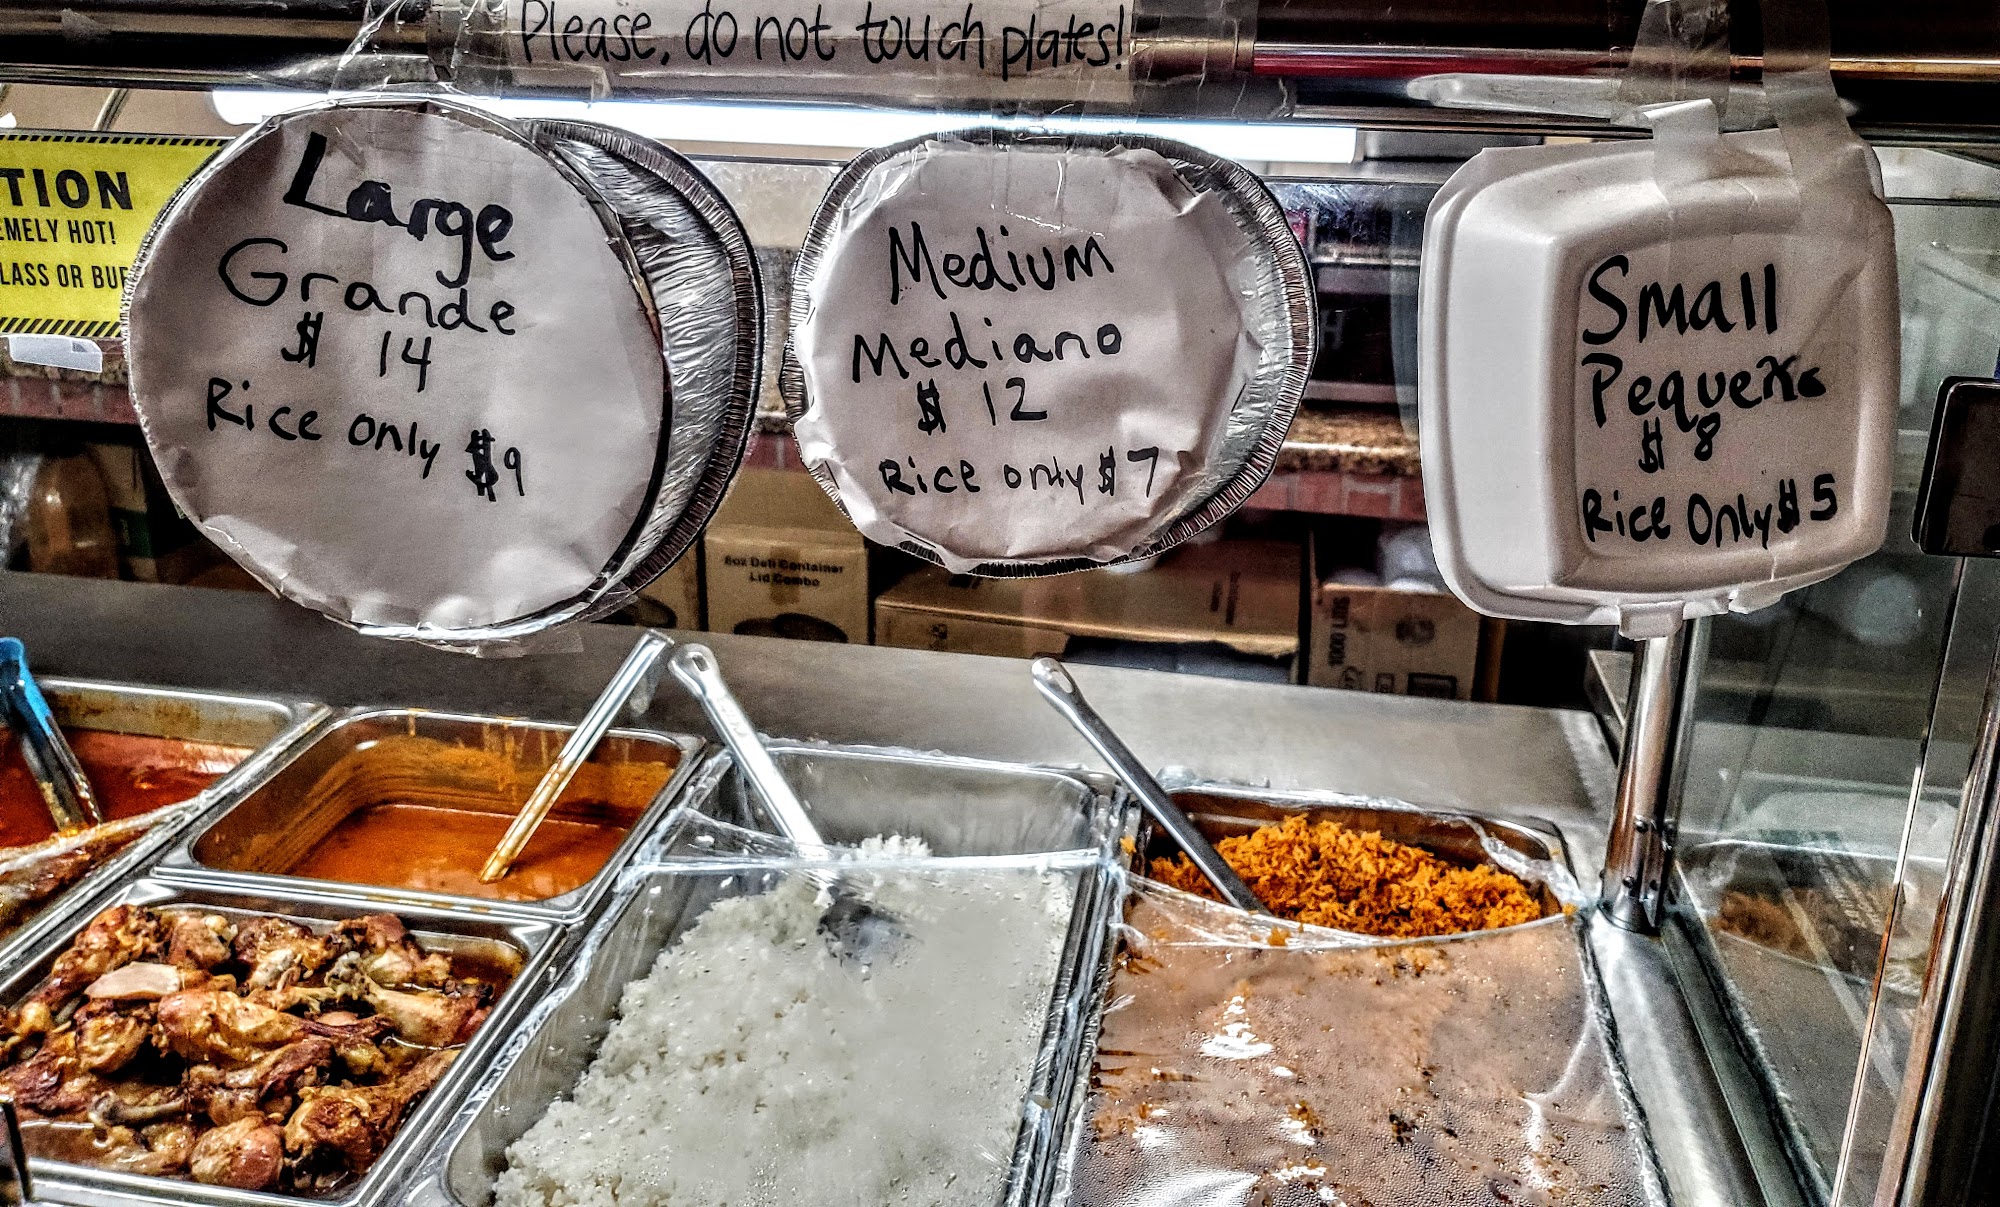 Please, do not touch plates!
TION
EMELY HOT!
LASS OR BU
Large
Grande
$ 14
Rice only $9
Medium
Mediano
$ 12
Rice only $7
Small
Pequeño
$ 8
Rice Only $5
8oz Deli Container
Lid Combo